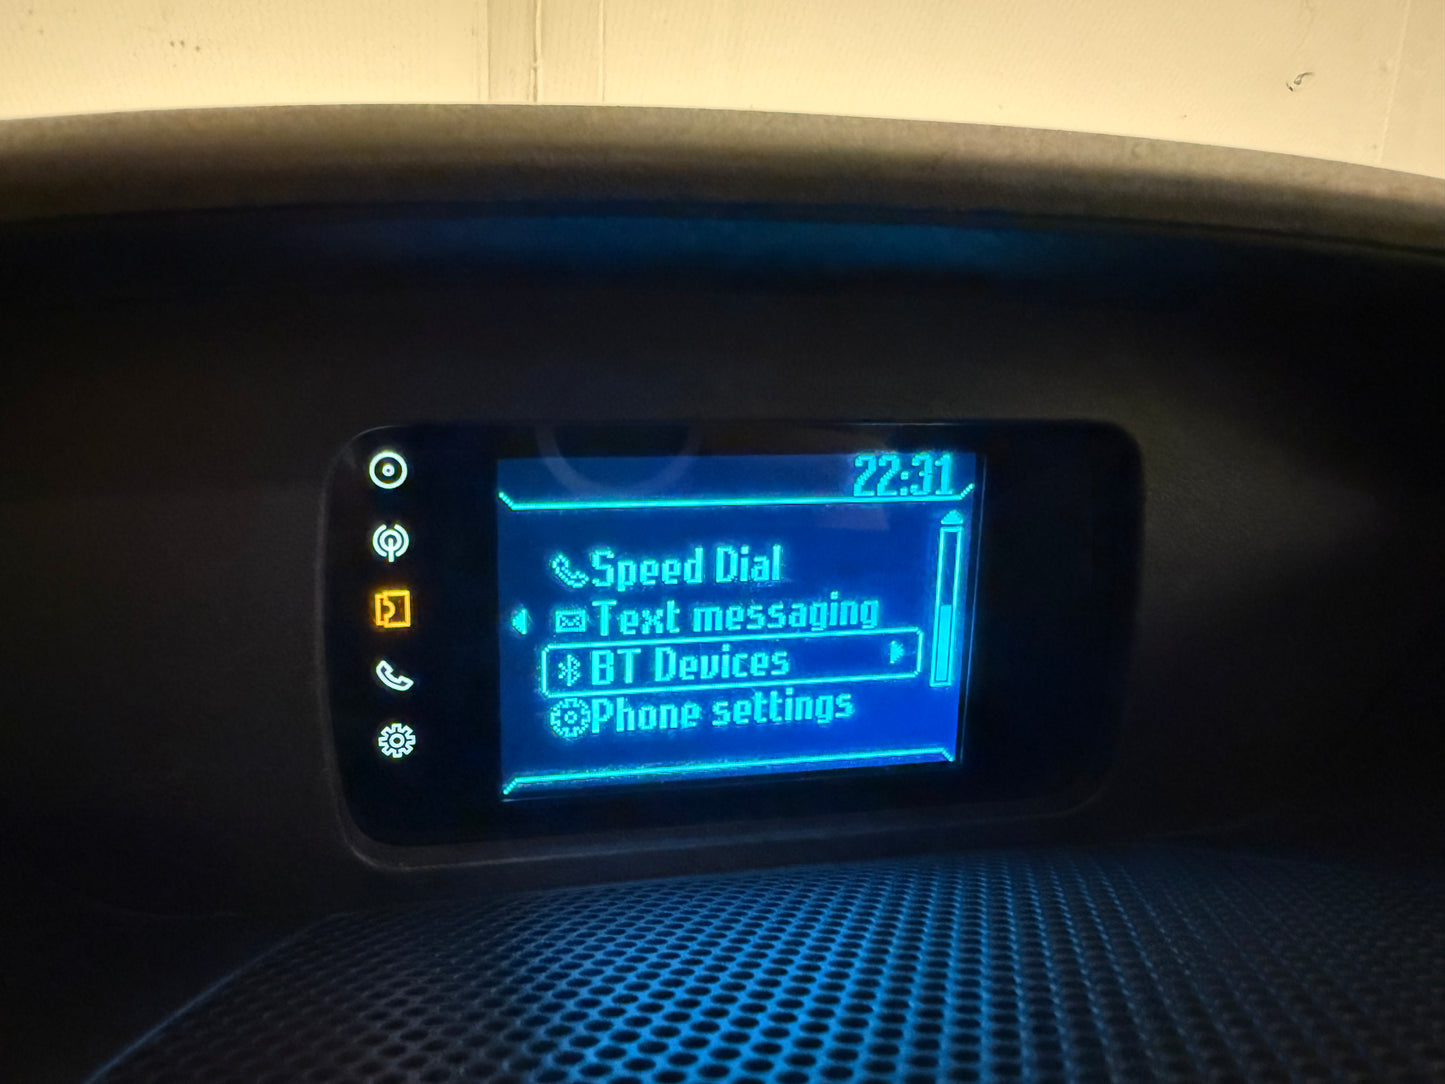 22:31
Speed Dial
Text messaging
BT Devices
Phone settings